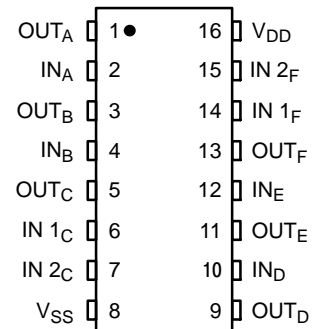 OUTA 1 16 VDD
INA 2 15 IN 2F
OUTB 3 14 IN 1F
INB 4 13 OUTF
OUTC 5 12 INE
IN 1C 6 11 OUTE
IN 2C 7 10 IND
VSS 8 9 OUTD